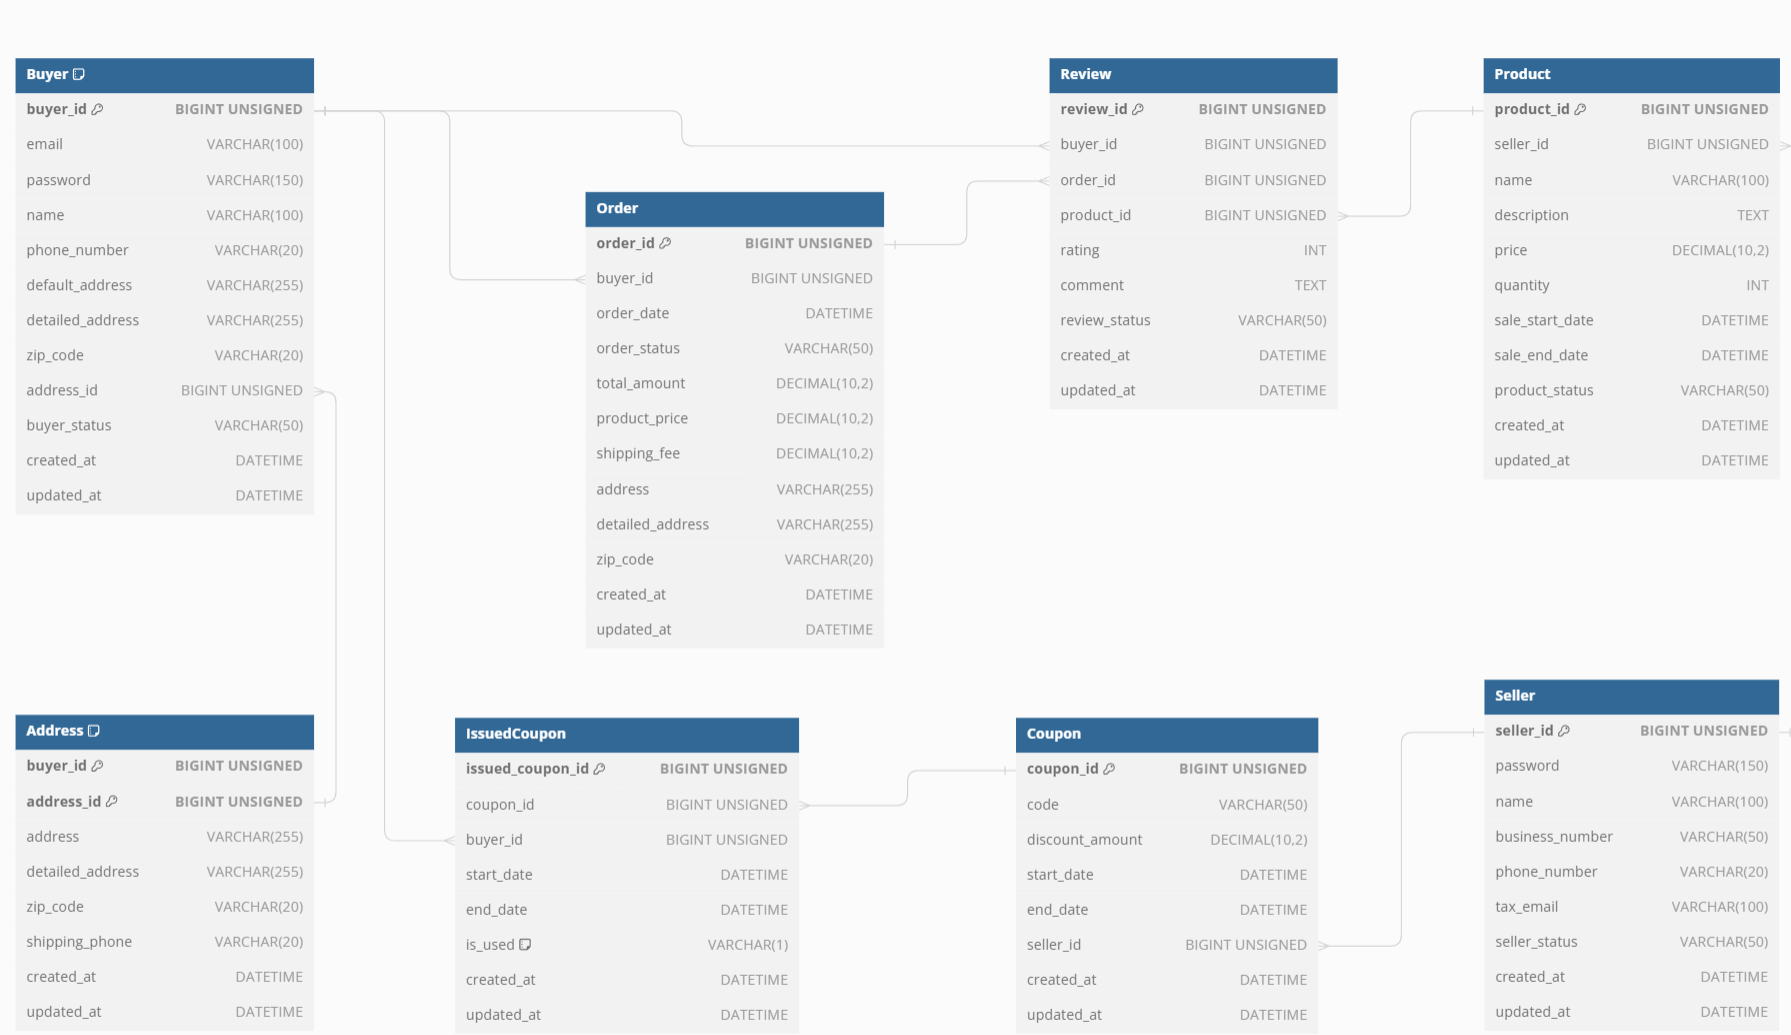 Buyer
buyer_id BIGINT UNSIGNED
email VARCHAR(100)
password VARCHAR(150)
name VARCHAR(100)
phone_number VARCHAR(20)
default_address VARCHAR(255)
detailed_address VARCHAR(255)
zip_code VARCHAR(20)
address_id BIGINT UNSIGNED
buyer_status VARCHAR(50)
created_at DATETIME
updated_at DATETIME
Order
order_id BIGINT UNSIGNED
buyer_id BIGINT UNSIGNED
order_date DATETIME
order_status VARCHAR(50)
total_amount DECIMAL(10,2)
product_price DECIMAL(10,2)
shipping_fee DECIMAL(10,2)
address VARCHAR(255)
detailed_address VARCHAR(255)
zip_code VARCHAR(20)
created_at DATETIME
updated_at DATETIME
Review
review_id BIGINT UNSIGNED
buyer_id BIGINT UNSIGNED
order_id BIGINT UNSIGNED
product_id BIGINT UNSIGNED
rating INT
comment TEXT
review_status VARCHAR(50)
created_at DATETIME
updated_at DATETIME
Product
product_id BIGINT UNSIGNED
seller_id BIGINT UNSIGNED
name VARCHAR(100)
description TEXT
price DECIMAL(10,2)
quantity INT
sale_start_date DATETIME
sale_end_date DATETIME
product_status VARCHAR(50)
created_at DATETIME
updated_at DATETIME
Address
buyer_id BIGINT UNSIGNED
address_id BIGINT UNSIGNED
address VARCHAR(255)
detailed_address VARCHAR(255)
zip_code VARCHAR(20)
shipping_phone VARCHAR(20)
created_at DATETIME
updated_at DATETIME
IssuedCoupon
issued_coupon_id BIGINT UNSIGNED
coupon_id BIGINT UNSIGNED
buyer_id BIGINT UNSIGNED
start_date DATETIME
end_date DATETIME
is_used VARCHAR(1)
created_at DATETIME
updated_at DATETIME
Coupon
coupon_id BIGINT UNSIGNED
code VARCHAR(50)
discount_amount DECIMAL(10,2)
start_date DATETIME
end_date DATETIME
seller_id BIGINT UNSIGNED
created_at DATETIME
updated_at DATETIME
Seller
seller_id BIGINT UNSIGNED
password VARCHAR(150)
name VARCHAR(100)
business_number VARCHAR(50)
phone_number VARCHAR(20)
tax_email VARCHAR(100)
seller_status VARCHAR(50)
created_at DATETIME
updated_at DATETIME